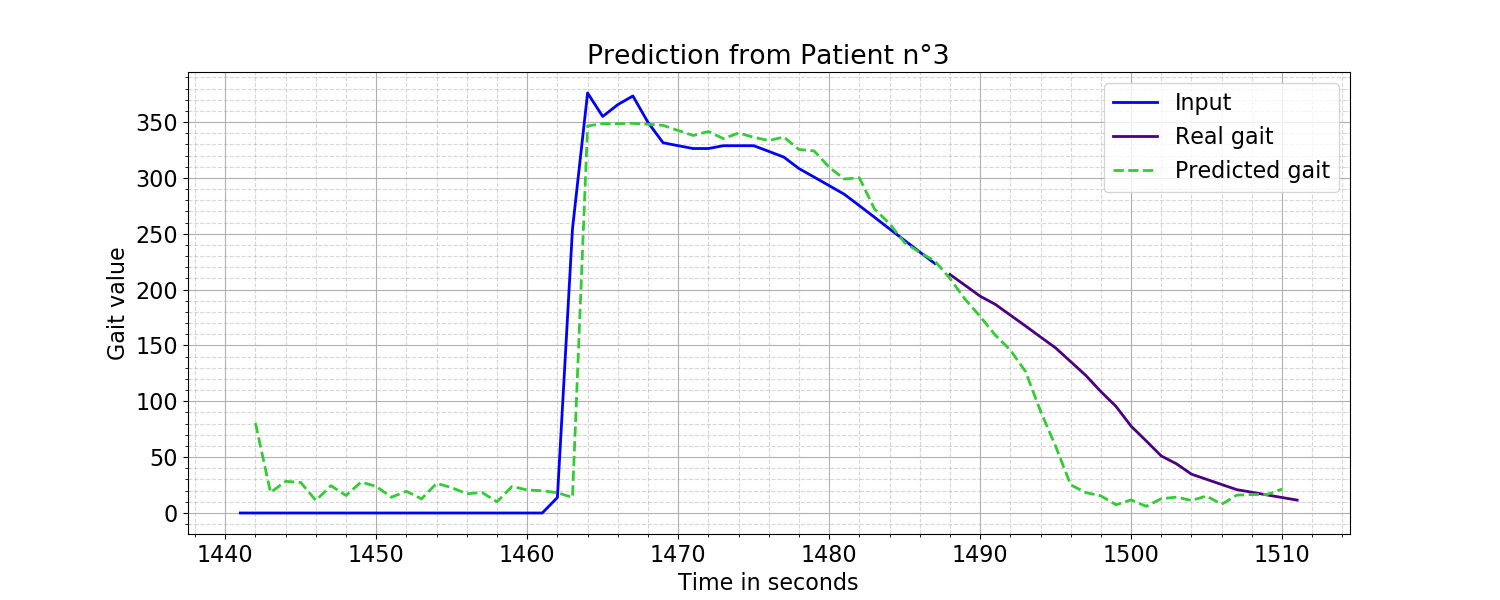 Prediction from Patient n°3
Input
Real gait
Predicted gait
Gait value
350
300
250
200
150
100
50
0
1440 1450 1460 1470 1480 1490 1500 1510
Time in seconds